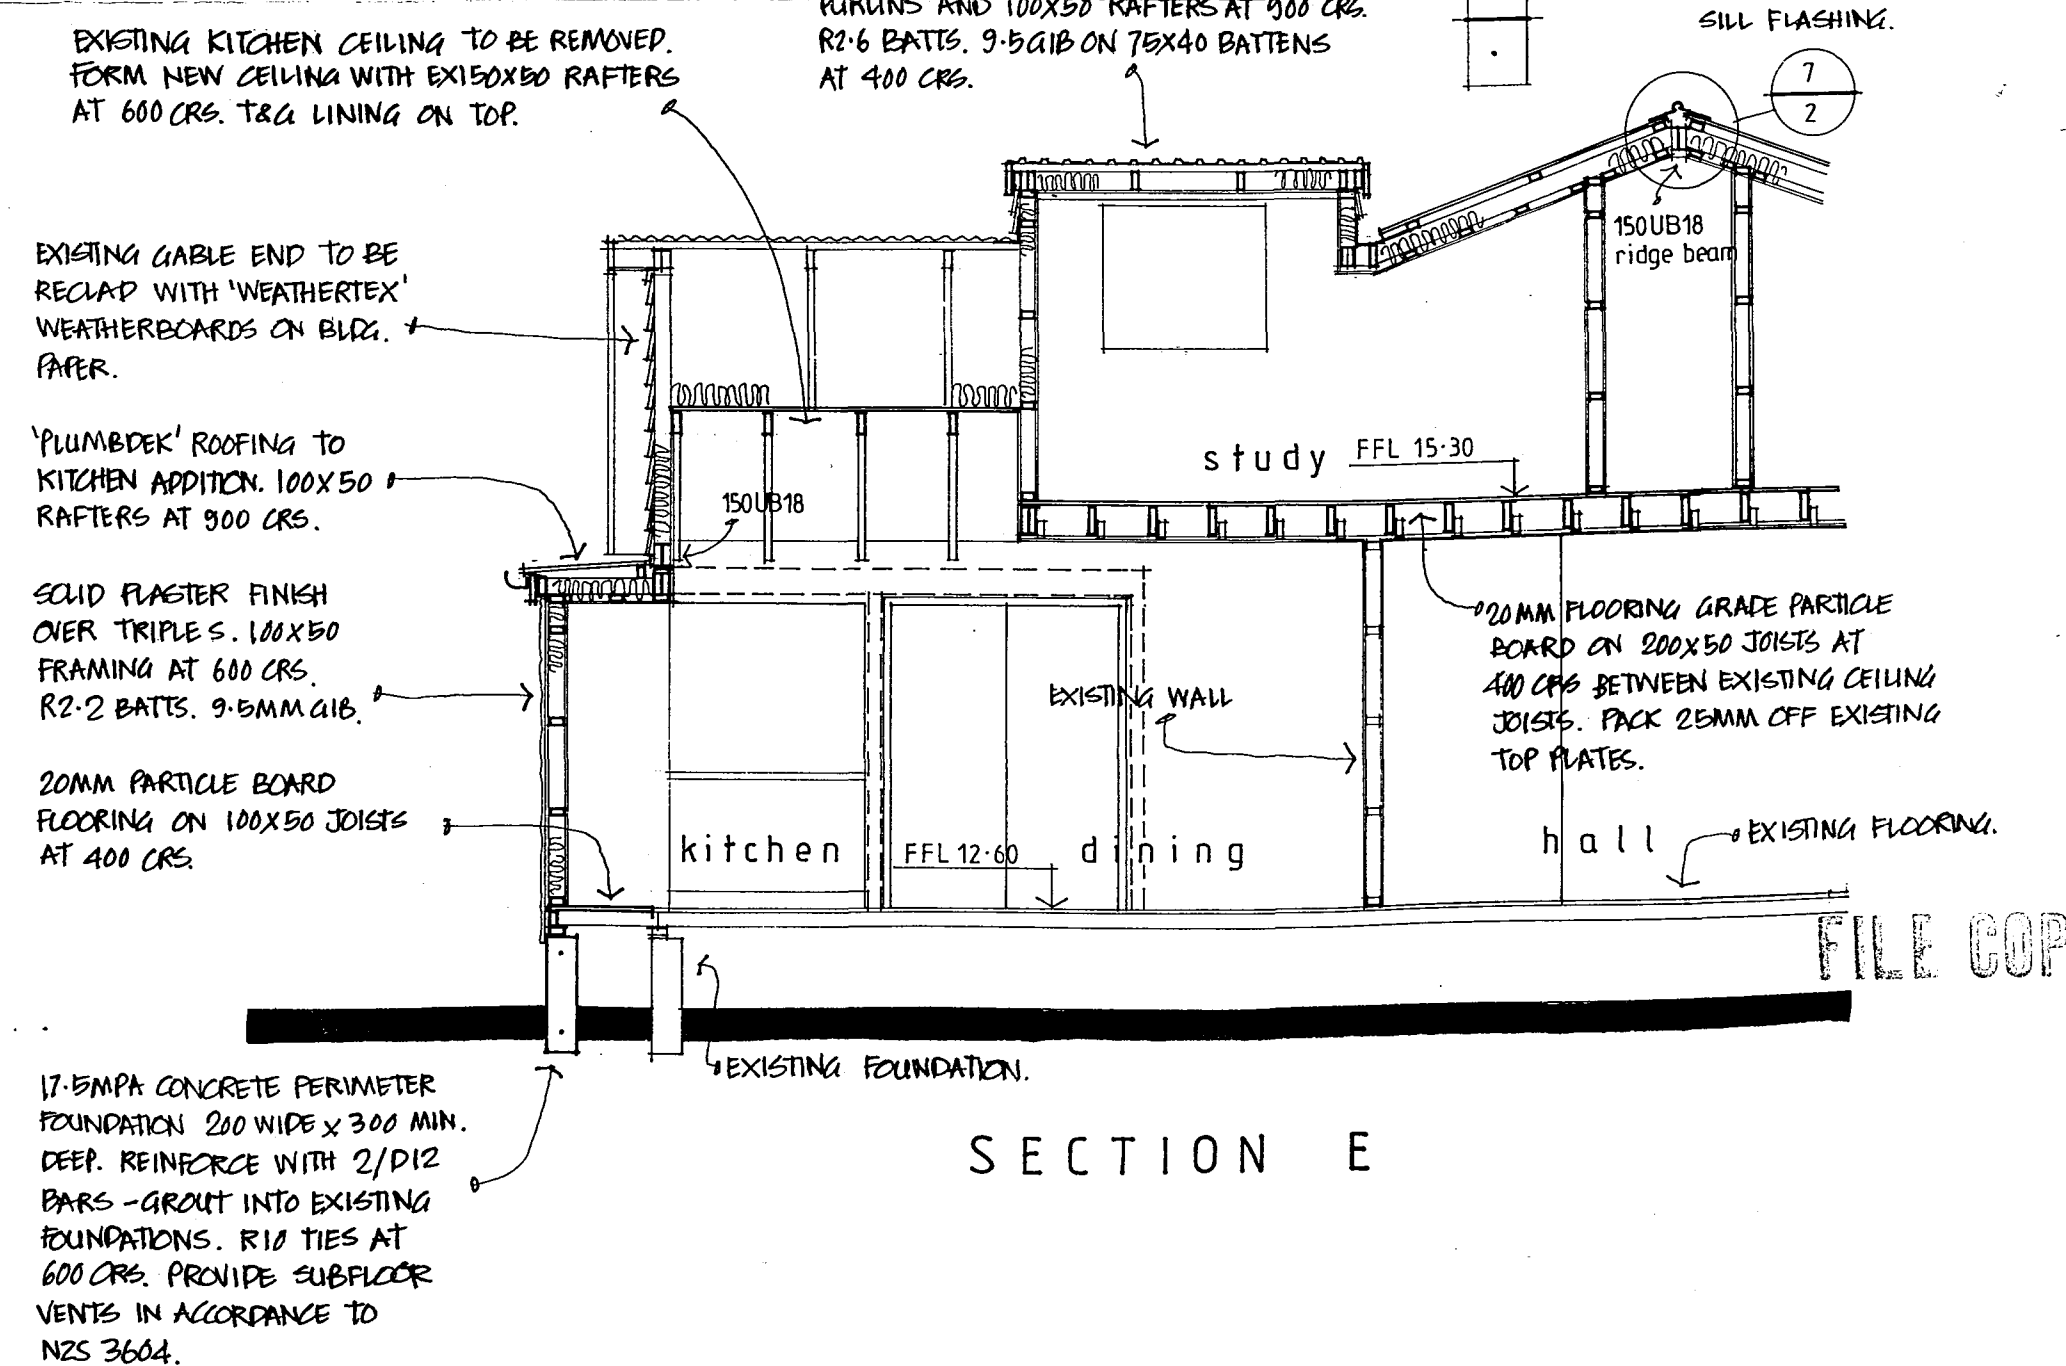 EXISTING KITCHEN CEILING TO BE REMOVED.
FORM NEW CEILING WITH EX150X50 RAFTERS
AT 600 CRS. T&G LINING ON TOP.
PURLINS AND 100X50 RAFTERS AT 900 CRS.
R2·6 BATTS. 9·5GIB ON 75X40 BATTENS
AT 400 CRS.
SILL FLASHING.
7
2
150UB18
ridge beam
EXISTING GABLE END TO BE
RECLAD WITH 'WEATHERTEX'
WEATHERBOARDS ON BLDG.
PAPER.
'PLUMBDEK' ROOFING TO
KITCHEN ADDITION. 100X50
RAFTERS AT 900 CRS.
150UB18
study FFL 15·30
SOLID PLASTER FINISH
OVER TRIPLE S. 100X50
FRAMING AT 600 CRS.
R2·2 BATTS. 9·5MM GIB.
EXISTING WALL
20MM FLOORING GRADE PARTICLE
BOARD ON 200X50 JOISTS AT
400 CRS BETWEEN EXISTING CEILING
JOISTS. PACK 25MM OFF EXISTING
TOP PLATES.
20MM PARTICLE BOARD
FLOORING ON 100X50 JOISTS
AT 400 CRS.
kitchen FFL 12·60 dining hall
EXISTING FLOORING.
FILE COP
EXISTING FOUNDATION.
17·5MPA CONCRETE PERIMETER
FOUNDATION 200 WIDE X 300 MIN.
DEEP. REINFORCE WITH 2/D12
BARS - GROUT INTO EXISTING
FOUNDATIONS. R10 TIES AT
600 CRS. PROVIDE SUBFLOOR
VENTS IN ACCORDANCE TO
NZS 3604.
SECTION E